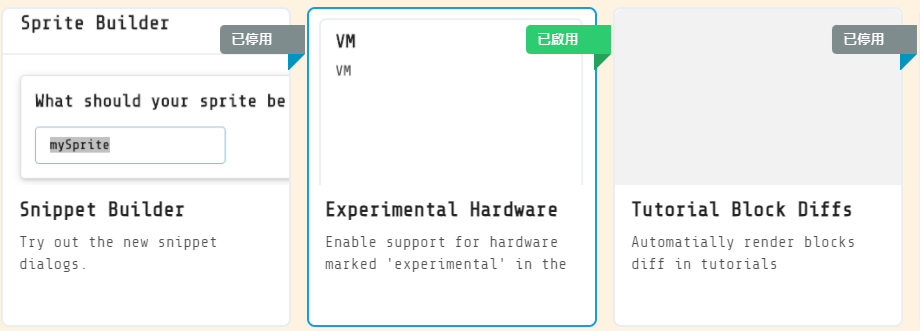 Sprite Builder
已停用
What should your sprite be
mySprite
Snippet Builder
Try out the new snippet
dialogs.
已啟用
VM
VM
Experimental Hardware
Enable support for hardware
marked 'experimental' in the
已停用
Tutorial Block Diffs
Automatially render blocks
diff in tutorials